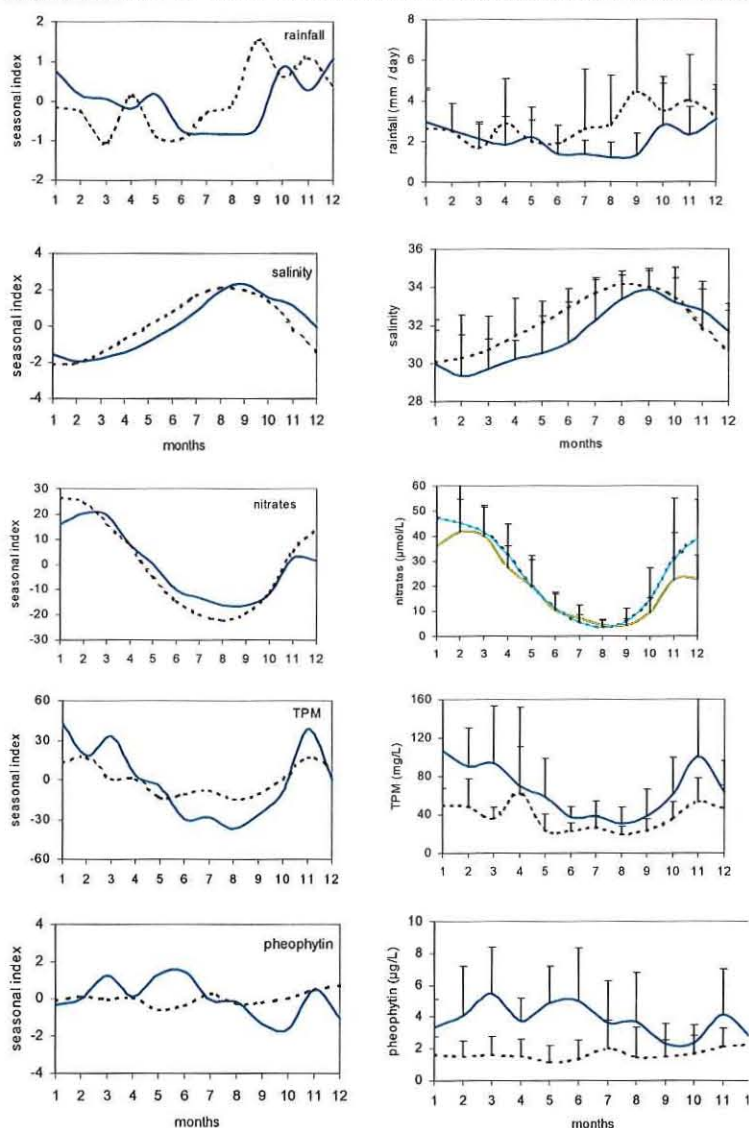 rainfall
seasonal index
2
1
0
-1
-2
1 2 3 4 5 6 7 8 9 10 11 12
rainfall (mm / day)
8
6
4
2
0
1 2 3 4 5 6 7 8 9 10 11 12
salinity
seasonal index
4
2
0
-2
-4
1 2 3 4 5 6 7 8 9 10 11 12
months
salinity
36
34
32
30
28
1 2 3 4 5 6 7 8 9 10 11 12
months
nitrates
seasonal index
30
20
10
0
-10
-20
-30
1 2 3 4 5 6 7 8 9 10 11 12
nitrates (µmol/L)
60
50
40
30
20
10
0
1 2 3 4 5 6 7 8 9 10 11 12
TPM
seasonal index
60
30
0
-30
-60
1 2 3 4 5 6 7 8 9 10 11 12
TPM (mg/L)
160
120
80
40
0
1 2 3 4 5 6 7 8 9 10 11 12
pheophytin
seasonal index
4
2
0
-2
-4
1 2 3 4 5 6 7 8 9 10 11 12
months
pheophytin (µg/L)
10
8
6
4
2
0
1 2 3 4 5 6 7 8 9 10 11
months